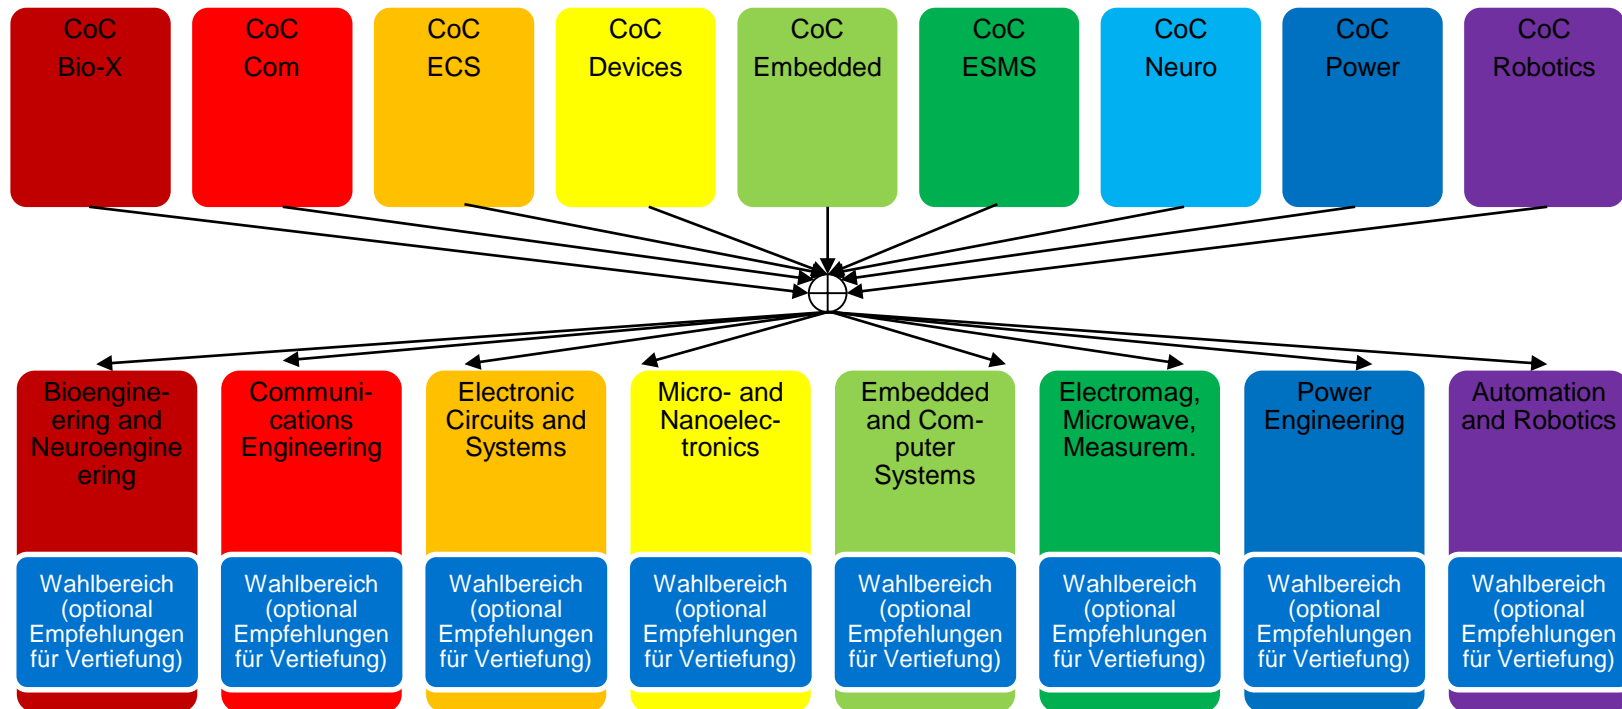 CoC
Bio-X
CoC
Com
CoC
ECS
CoC
Devices
CoC
Embedded
CoC
ESMS
CoC
Neuro
CoC
Power
CoC
Robotics
Bioengine-
ering and
Neuroengine
ering
Communi-
cations
Engineering
Electronic
Circuits and
Systems
Micro- and
Nanoelec-
tronics
Embedded
and Com-
puter
Systems
Electromag,
Microwave,
Measurem.
Power
Engineering
Automation
and Robotics
Wahlbereich
(optional
Empfehlungen
für Vertiefung)
Wahlbereich
(optional
Empfehlungen
für Vertiefung)
Wahlbereich
(optional
Empfehlungen
für Vertiefung)
Wahlbereich
(optional
Empfehlungen
für Vertiefung)
Wahlbereich
(optional
Empfehlungen
für Vertiefung)
Wahlbereich
(optional
Empfehlungen
für Vertiefung)
Wahlbereich
(optional
Empfehlungen
für Vertiefung)
Wahlbereich
(optional
Empfehlungen
für Vertiefung)